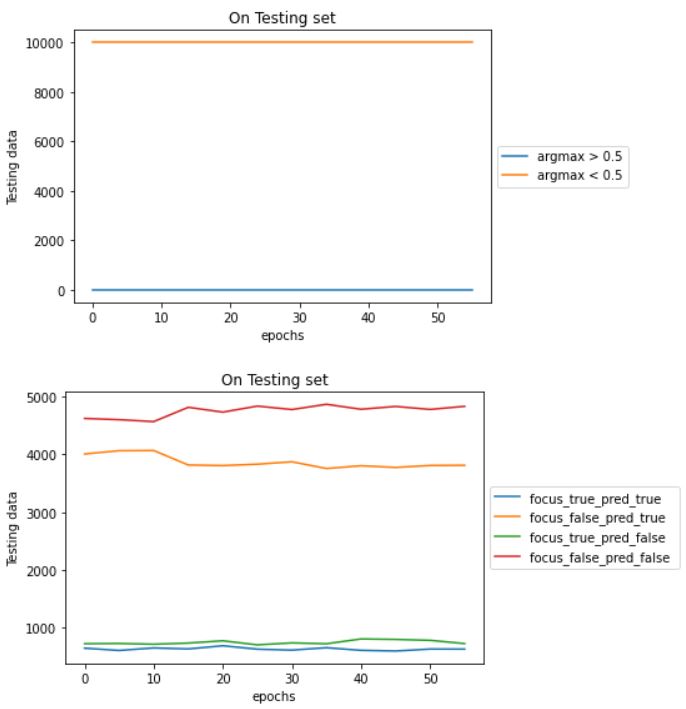 On Testing set
10000
8000
6000
4000
2000
0
Testing data
0 10 20 30 40 50
epochs
argmax > 0.5
argmax < 0.5
On Testing set
5000
4000
3000
2000
1000
Testing data
0 10 20 30 40 50
epochs
focus_true_pred_true
focus_false_pred_true
focus_true_pred_false
focus_false_pred_false